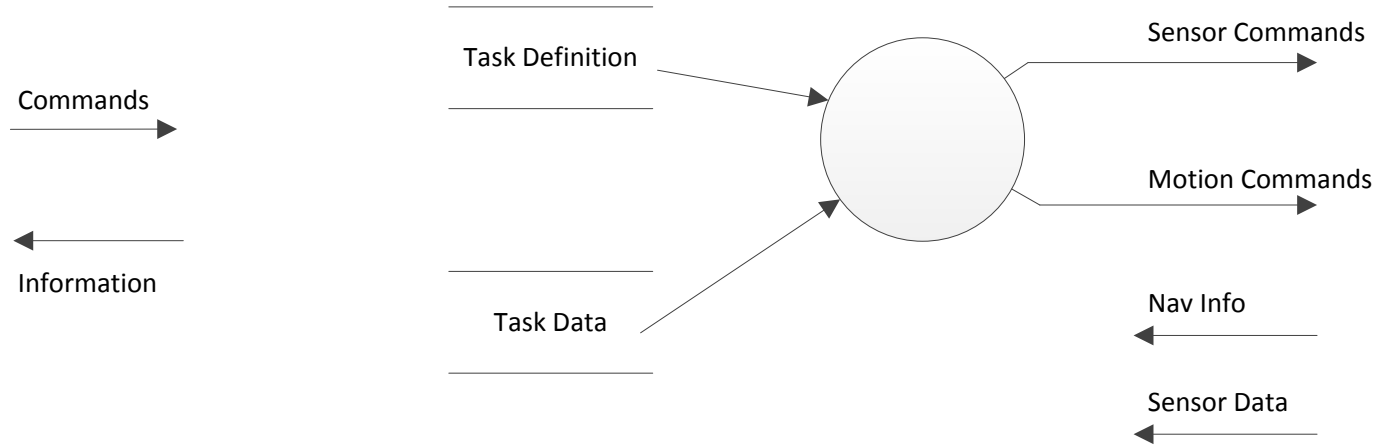 Commands
Information
Task Definition
Task Data
Sensor Commands
Motion Commands
Nav Info
Sensor Data